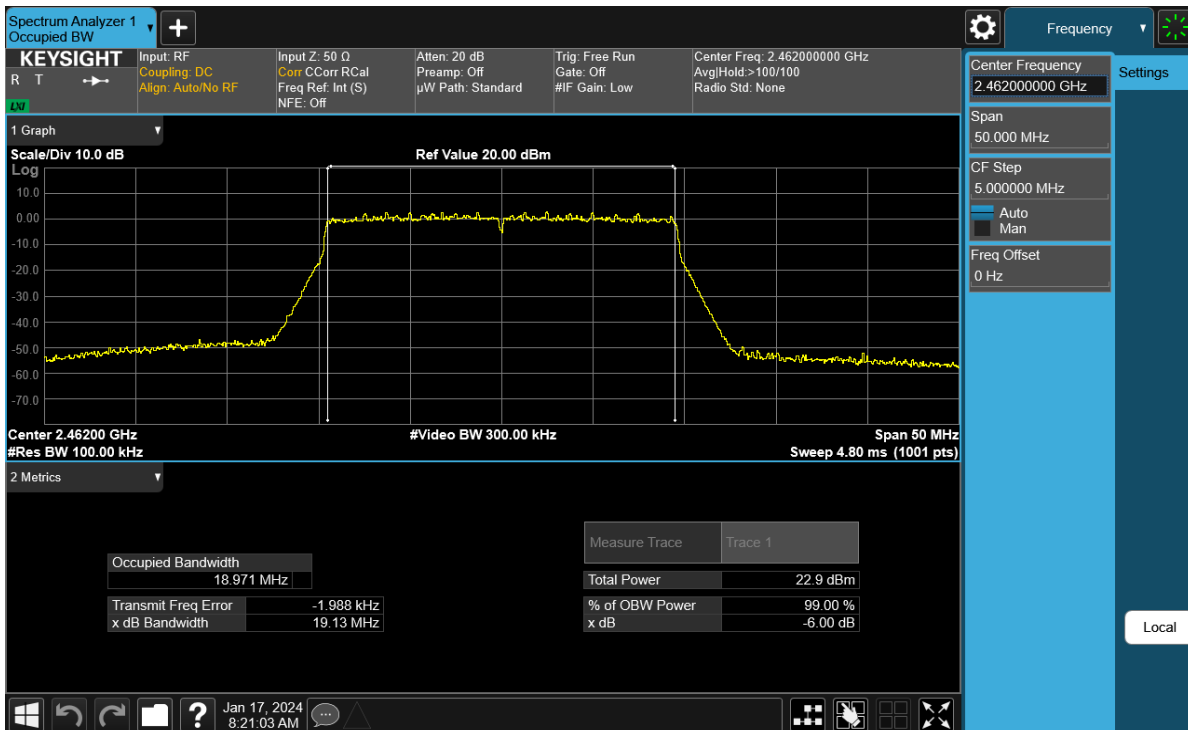 Spectrum Analyzer 1
Occupied BW
Frequency
KEYSIGHT
R T
LXI
Input: RF
Coupling: DC
Align: Auto/No RF
Input Z: 50 Ω
Corr CCorr RCal
Freq Ref: Int (S)
NFE: Off
Atten: 20 dB
Preamp: Off
µW Path: Standard
Trig: Free Run
Gate: Off
#IF Gain: Low
Center Freq: 2.462000000 GHz
Avg|Hold:>100/100
Radio Std: None
Center Frequency
2.462000000 GHz
Settings
Span
50.000 MHz
CF Step
5.000000 MHz
Auto
Man
Freq Offset
0 Hz
Local
1 Graph
Scale/Div 10.0 dB
Ref Value 20.00 dBm
Log
10.0
0.00
-10.0
-20.0
-30.0
-40.0
-50.0
-60.0
-70.0
Center 2.46200 GHz
#Video BW 300.00 kHz
Span 50 MHz
#Res BW 100.00 kHz
Sweep 4.80 ms (1001 pts)
2 Metrics
Measure Trace Trace 1
Occupied Bandwidth
18.971 MHz
Total Power 22.9 dBm
Transmit Freq Error -1.988 kHz
% of OBW Power 99.00 %
x dB Bandwidth 19.13 MHz
x dB -6.00 dB
?
Jan 17, 2024
8:21:03 AM